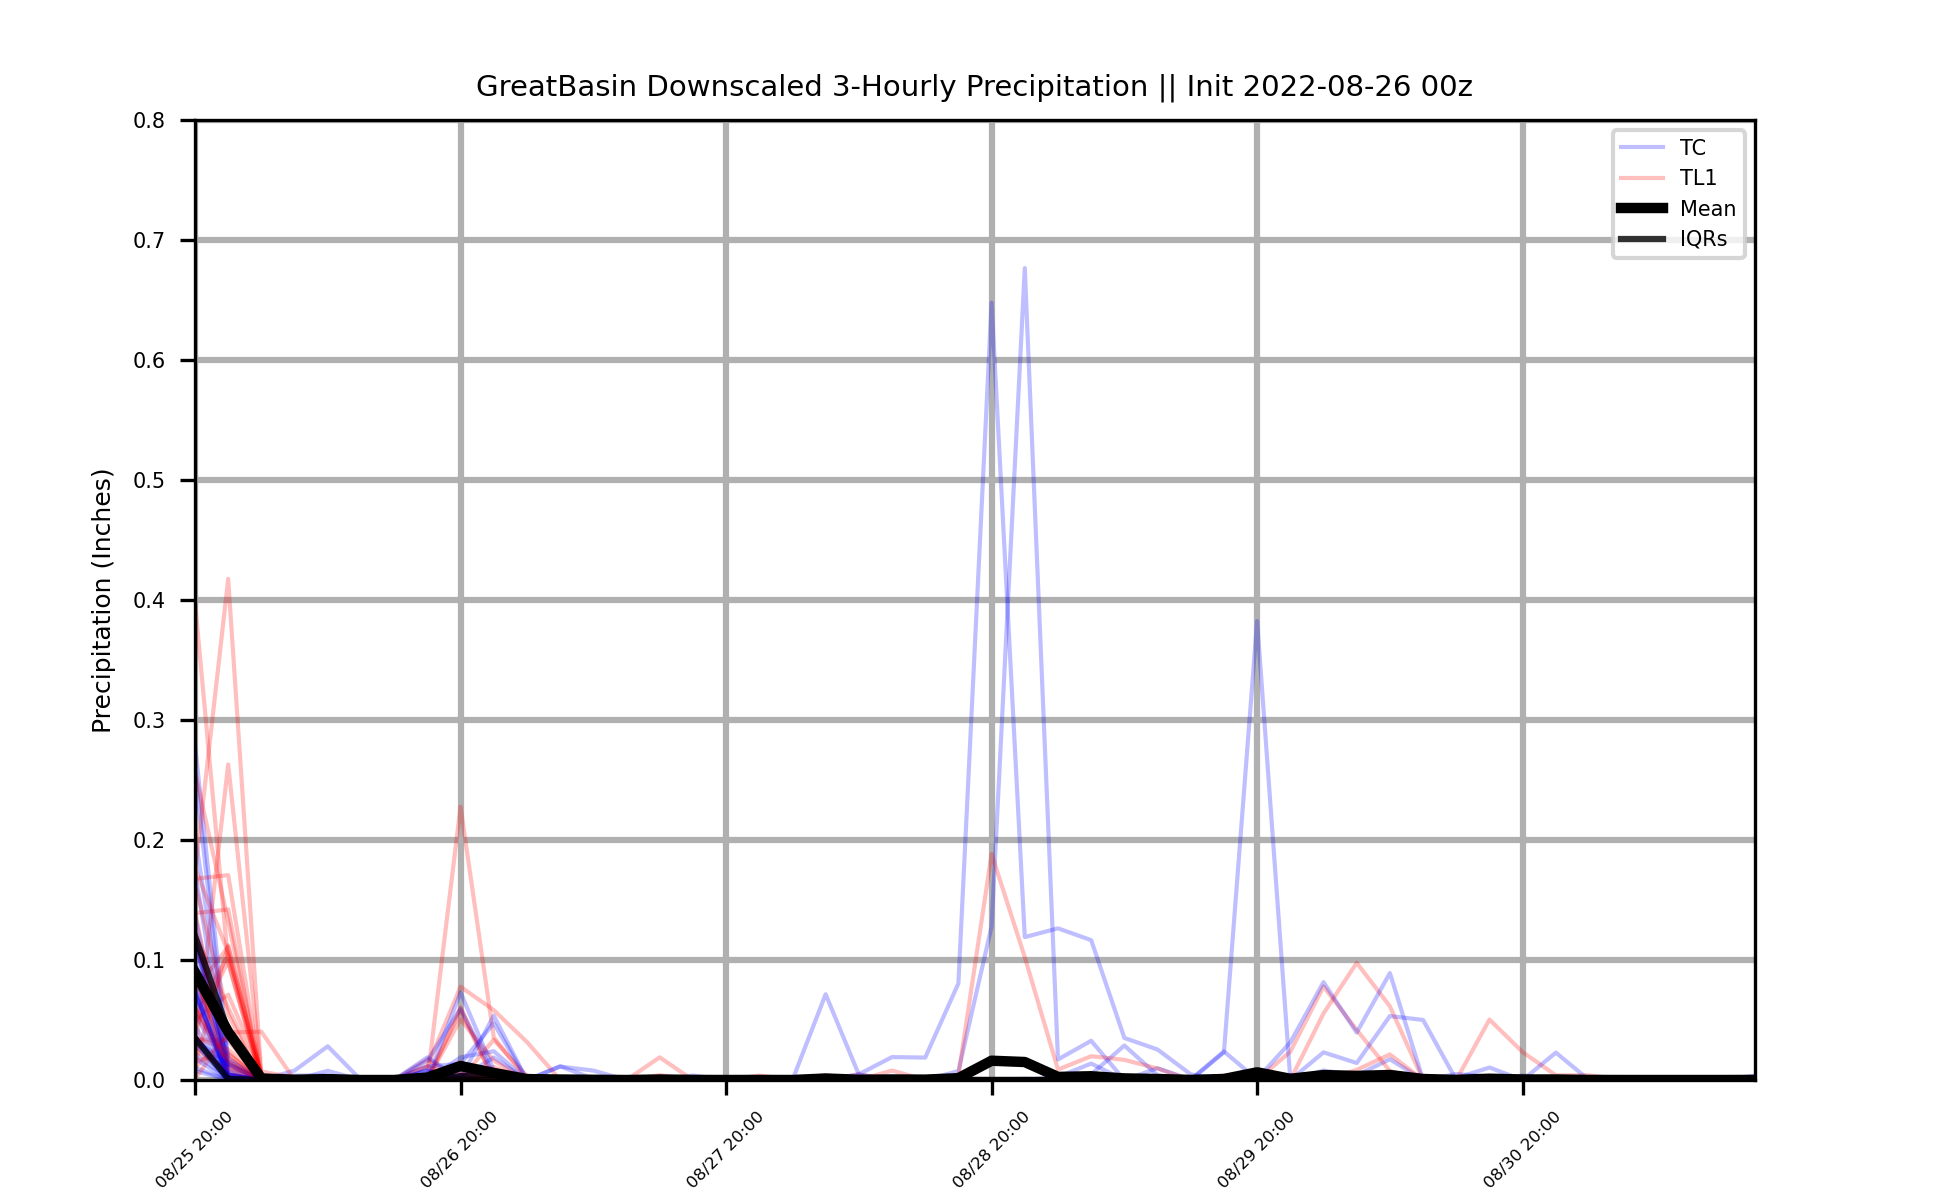 GreatBasin Downscaled 3-Hourly Precipitation || Init 2022-08-26 00z
Precipitation (Inches)
0.8
0.7
0.6
0.5
0.4
0.3
0.2
0.1
0.0
TC
TL1
Mean
IQRs
08/25 20:00
08/26 20:00
08/27 20:00
08/28 20:00
08/29 20:00
08/30 20:00